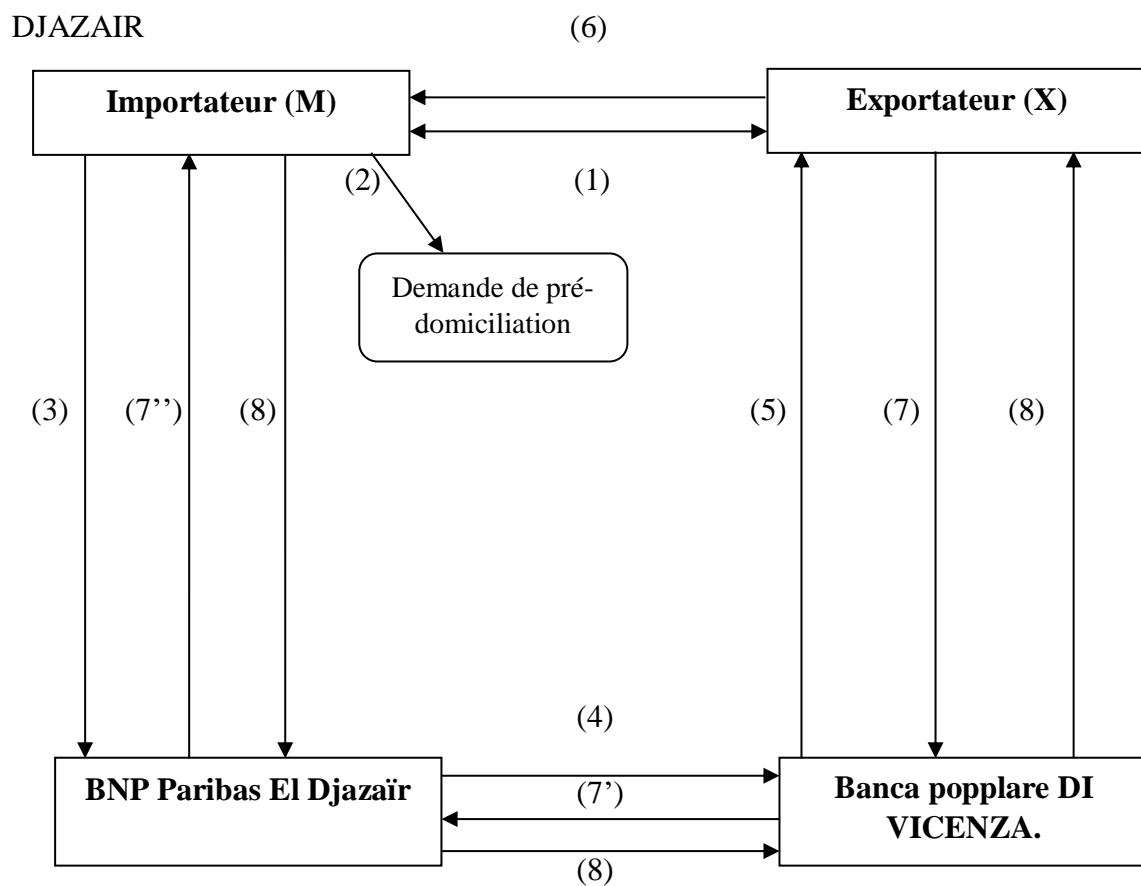 DJAZAIR
(6)
Importateur (M)
Exportateur (X)
(2)
(1)
Demande de pré-
domiciliation
(3)
(7’’)
(8)
(5)
(7)
(8)
(4)
BNP Paribas El Djazaïr
(7’)
Banca popplare DI
VICENZA.
(8)